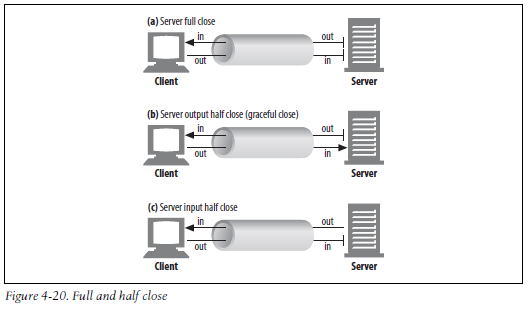 (a) Server full close
in
out
out
in
Client
Server
(b) Server output half close (graceful close)
in
out
out
in
Client
Server
(c) Server input half close
in
out
out
in
Client
Server
Figure 4-20. Full and half close